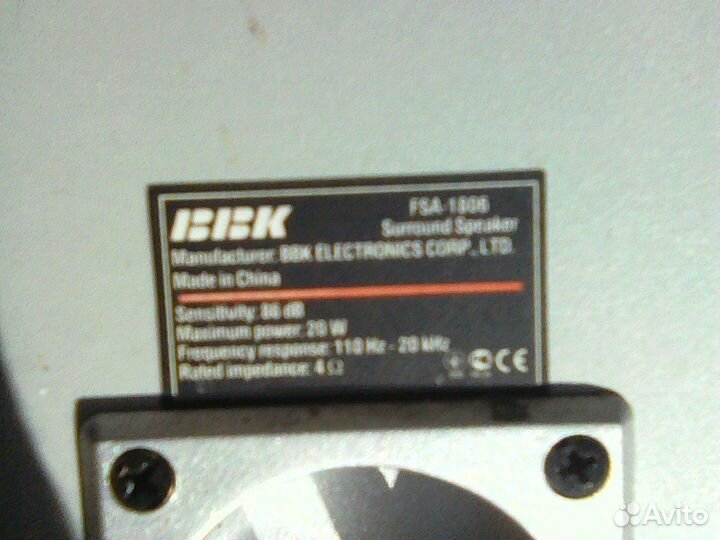 BBK
FSA-1806
Surround Speaker
Manufacturer: BBK ELECTRONICS CORP., LTD.
Made in China
Sensitivity: 88 dB
Maximum power: 20 W
Frequency response: 110 Hz - 20 kHz
Rated impedance: 4 Ω
CE
Avito